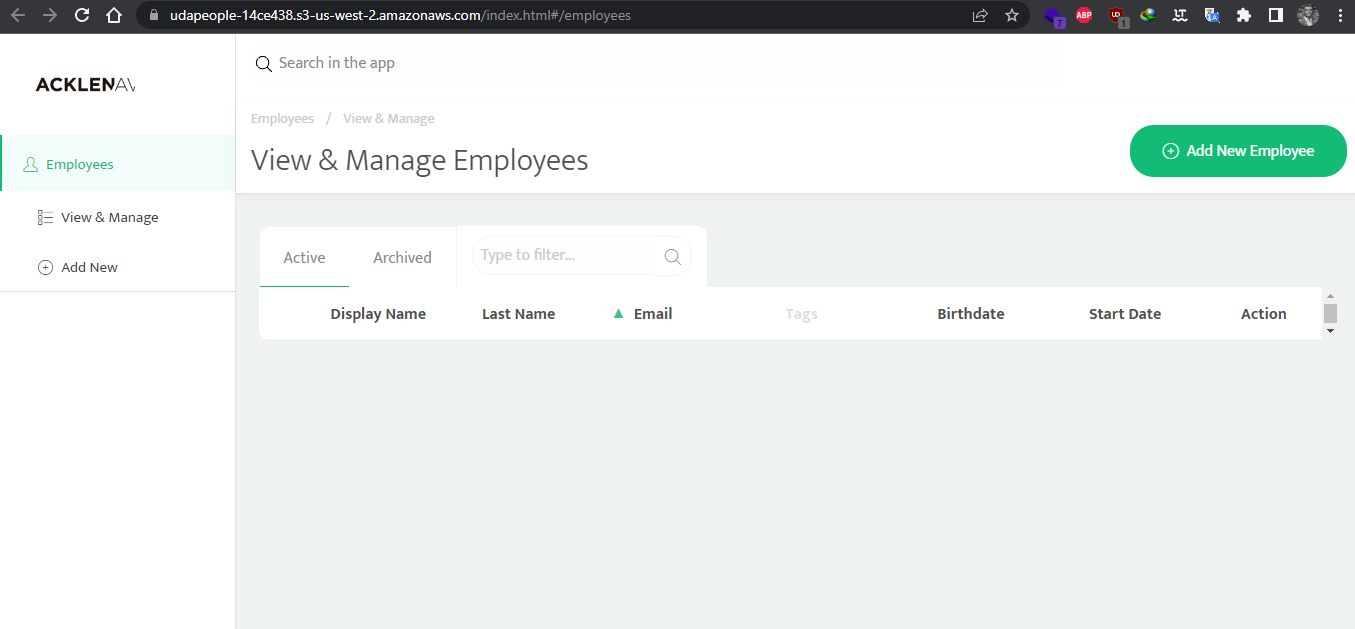 udapeople-14ce438.s3-us-west-2.amazonaws.com/index.html#/employees
ABP
7
1
ACKLENAV
Search in the app
Employees / View & Manage
View & Manage Employees
Add New Employee
Employees
View & Manage
Add New
Active Archived Type to filter...
Display Name Last Name Email Tags Birthdate Start Date Action